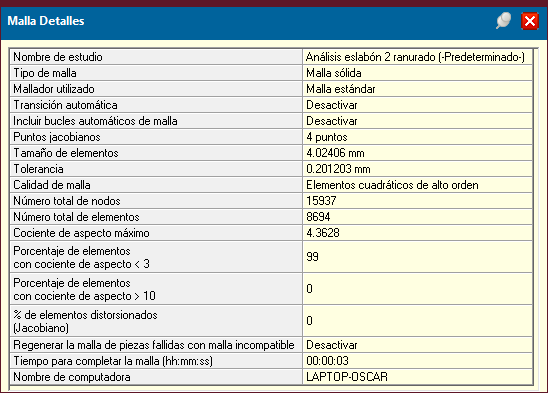 Malla Detalles
Nombre de estudio Análisis eslabón 2 ranurado (-Predeterminado-)
Tipo de malla Malla sólida
Mallador utilizado Malla estándar
Transición automática Desactivar
Incluir bucles automáticos de malla Desactivar
Puntos jacobianos 4 puntos
Tamaño de elementos 4.02406 mm
Tolerancia 0.201203 mm
Calidad de malla Elementos cuadráticos de alto orden
Número total de nodos 15937
Número total de elementos 8694
Cociente de aspecto máximo 4.3628
Porcentaje de elementos
con cociente de aspecto < 3 99
Porcentaje de elementos
con cociente de aspecto > 10 0
% de elementos distorsionados
(Jacobiano) 0
Regenerar la malla de piezas fallidas con malla incompatible Desactivar
Tiempo para completar la malla (hh:mm:ss) 00:00:03
Nombre de computadora LAPTOP-OSCAR